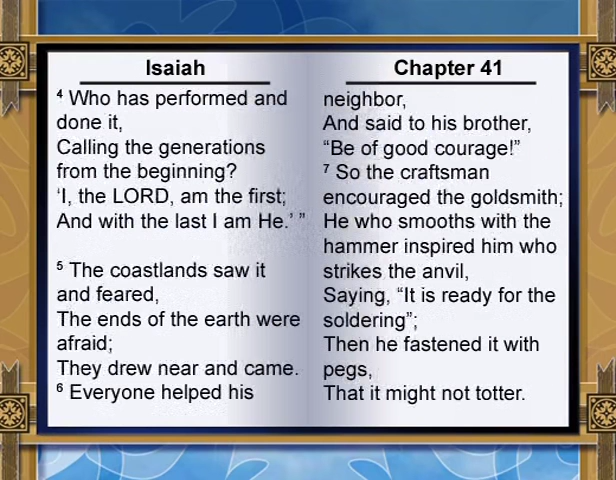 Isaiah
⁴ Who has performed and
done it,
Calling the generations
from the beginning?
‘I, the LORD, am the first;
And with the last I am He.’ ”
⁵ The coastlands saw it
and feared,
The ends of the earth were
afraid;
They drew near and came.
⁶ Everyone helped his
Chapter 41
neighbor,
And said to his brother,
“Be of good courage!”
⁷ So the craftsman
encouraged the goldsmith;
He who smooths with the
hammer inspired him who
strikes the anvil,
Saying, “It is ready for the
soldering”;
Then he fastened it with
pegs,
That it might not totter.